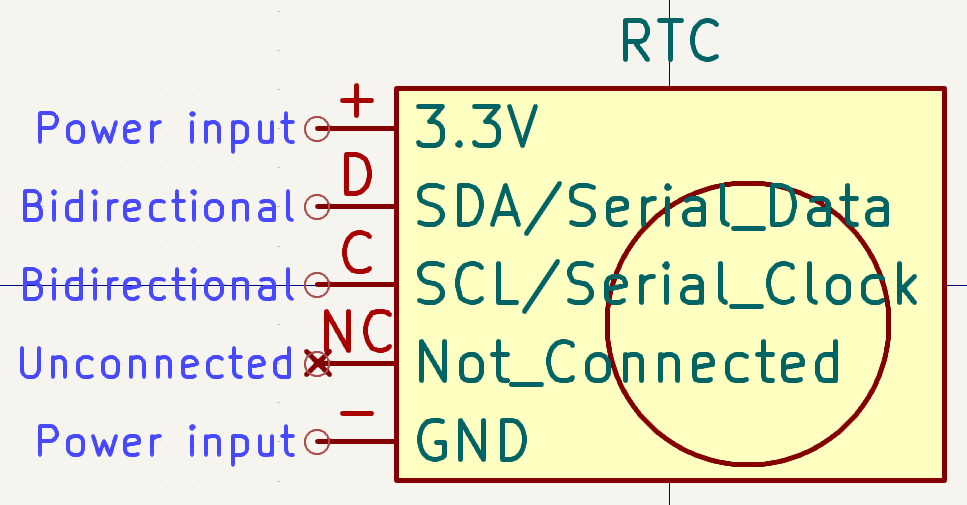 RTC
+
Power input 3.3V
D
Bidirectional SDA/Serial_Data
C
Bidirectional SCL/Serial_Clock
NC
Unconnected Not_Connected
−
Power input GND